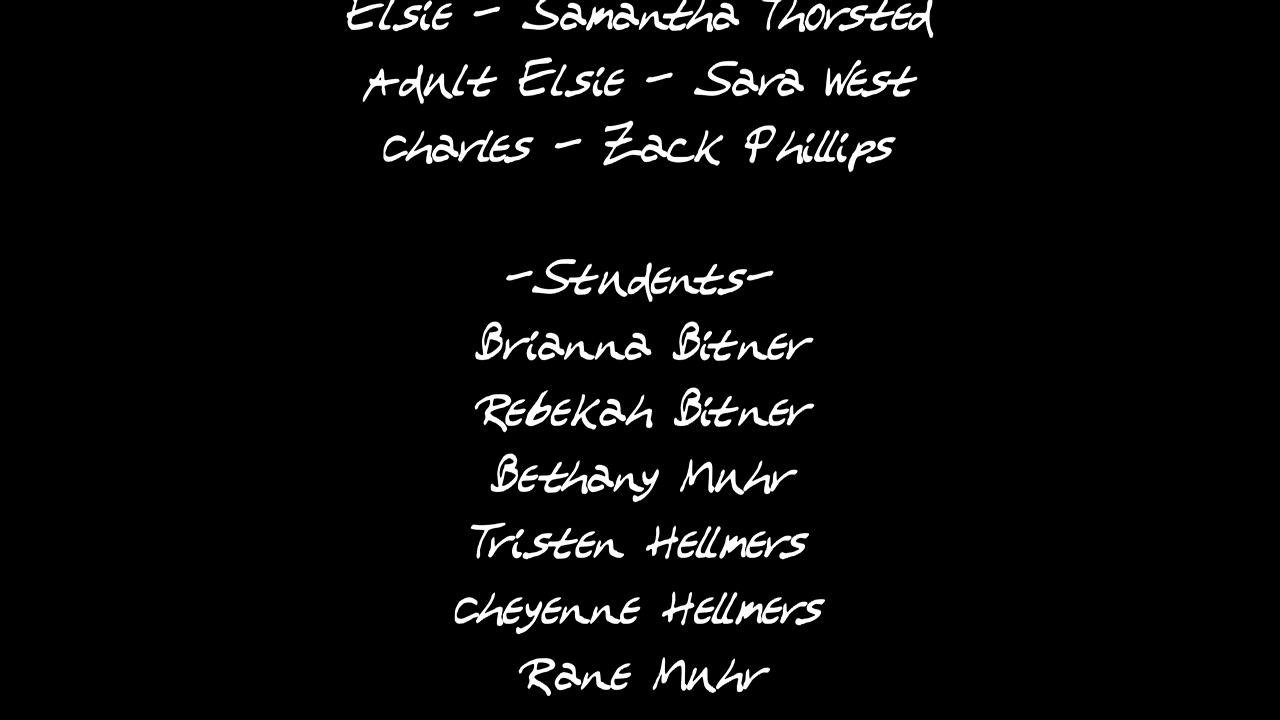 Elsie - Samantha Thorsted
Adult Elsie - Sara West
Charles - Zack Phillips
-Students-
Brianna Bitner
Rebekah Bitner
Bethany Muhr
Tristen Hellmers
Cheyenne Hellmers
Rane Muhr